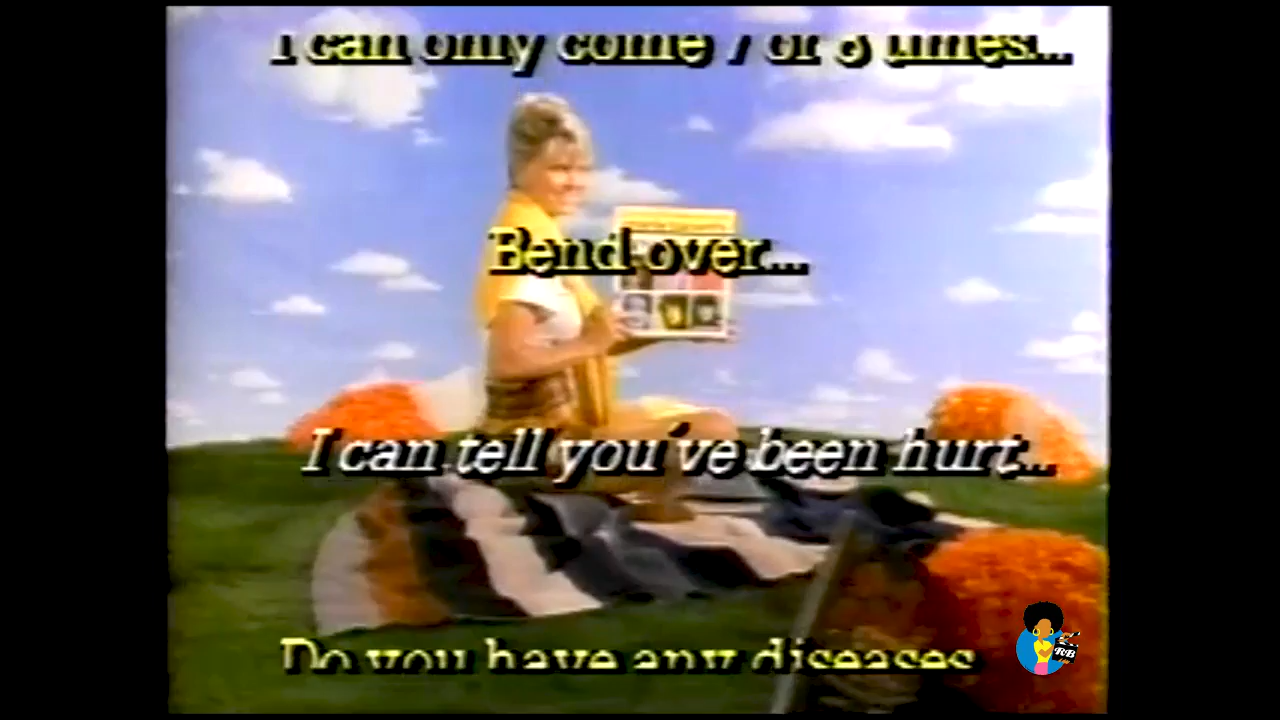 I can only come 7 or 8 times...
Bend over...
I can tell you've been hurt...
Do you have any diseases
RB